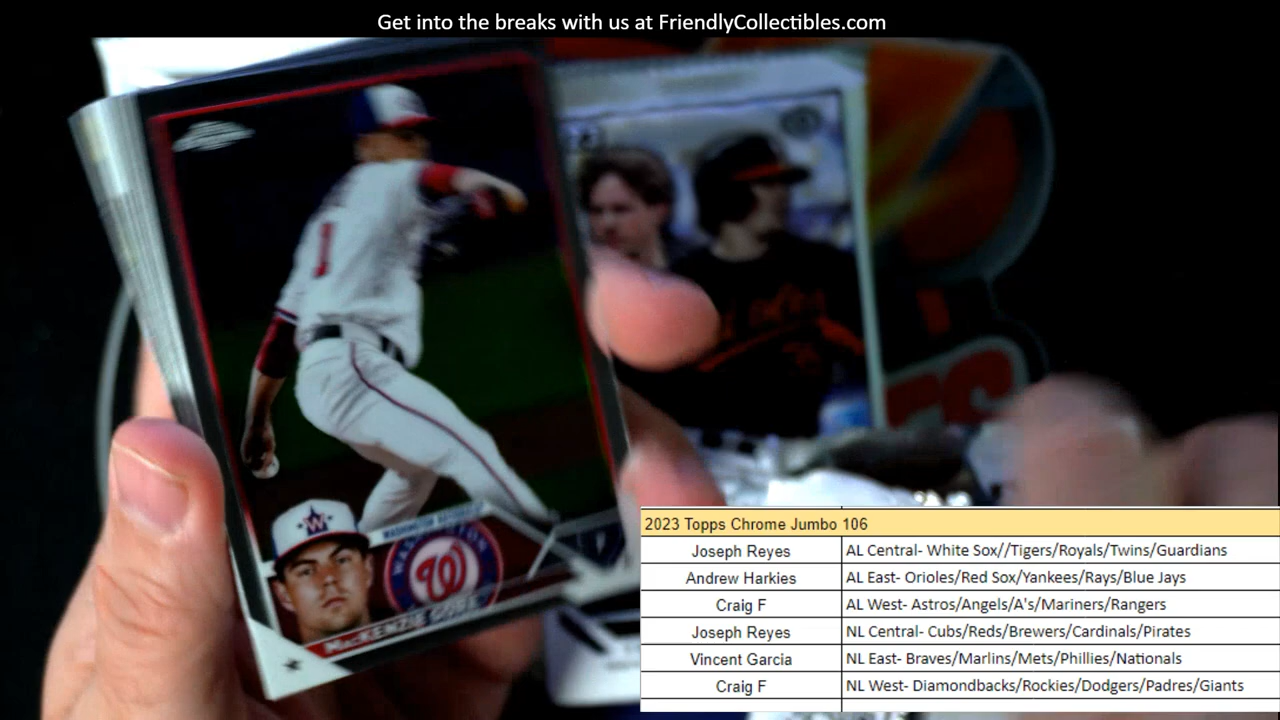 Get into the breaks with us at FriendlyCollectibles.com
1
WASHINGTON
W
MACKENZIE GORE
2023 Topps Chrome Jumbo 106
Joseph Reyes AL Central- White Sox//Tigers/Royals/Twins/Guardians
Andrew Harkies AL East- Orioles/Red Sox/Yankees/Rays/Blue Jays
Craig F AL West- Astros/Angels/A's/Mariners/Rangers
Joseph Reyes NL Central- Cubs/Reds/Brewers/Cardinals/Pirates
Vincent Garcia NL East- Braves/Marlins/Mets/Phillies/Nationals
Craig F NL West- Diamondbacks/Rockies/Dodgers/Padres/Giants